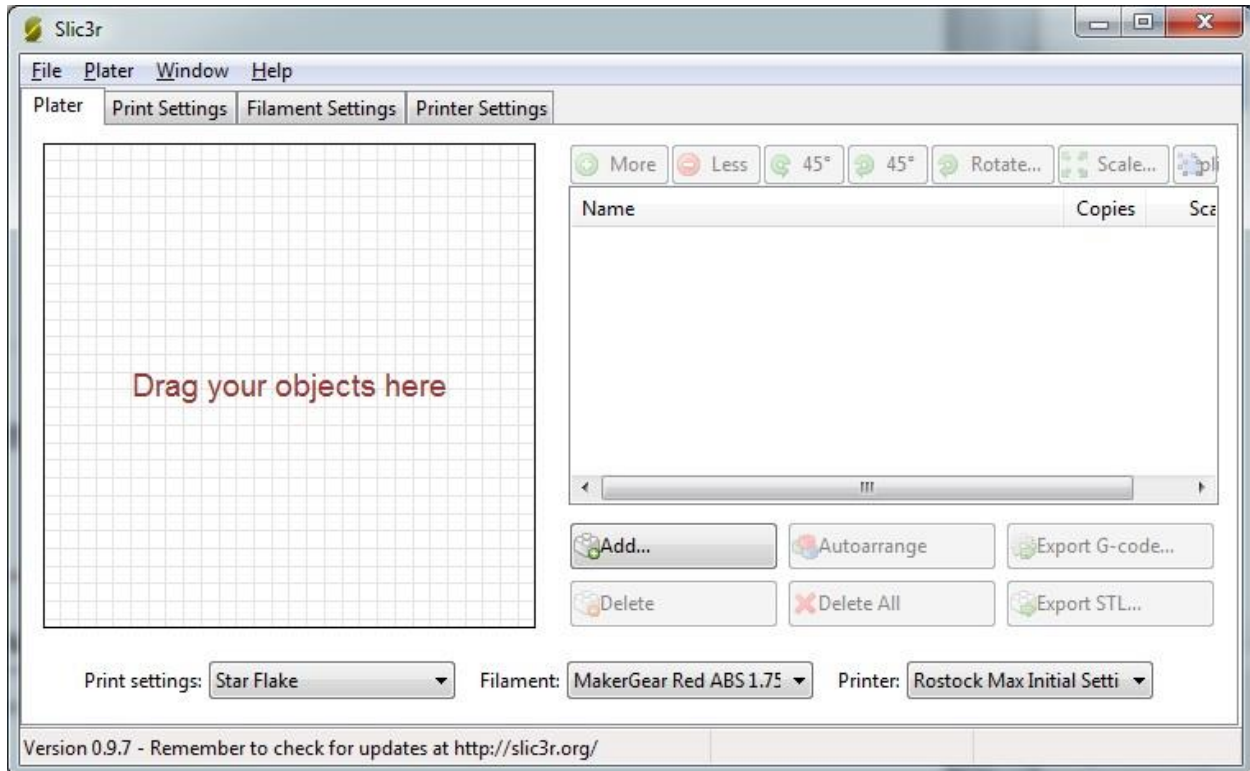 Slic3r
File Plater Window Help
Plater Print Settings Filament Settings Printer Settings
More Less 45° 45° Rotate... Scale... pli
Name Copies Sca
Drag your objects here
Add... Autoarrange Export G-code...
Delete Delete All Export STL...
Print settings: Star Flake Filament: MakerGear Red ABS 1.75 Printer: Rostock Max Initial Setti
Version 0.9.7 - Remember to check for updates at http://slic3r.org/